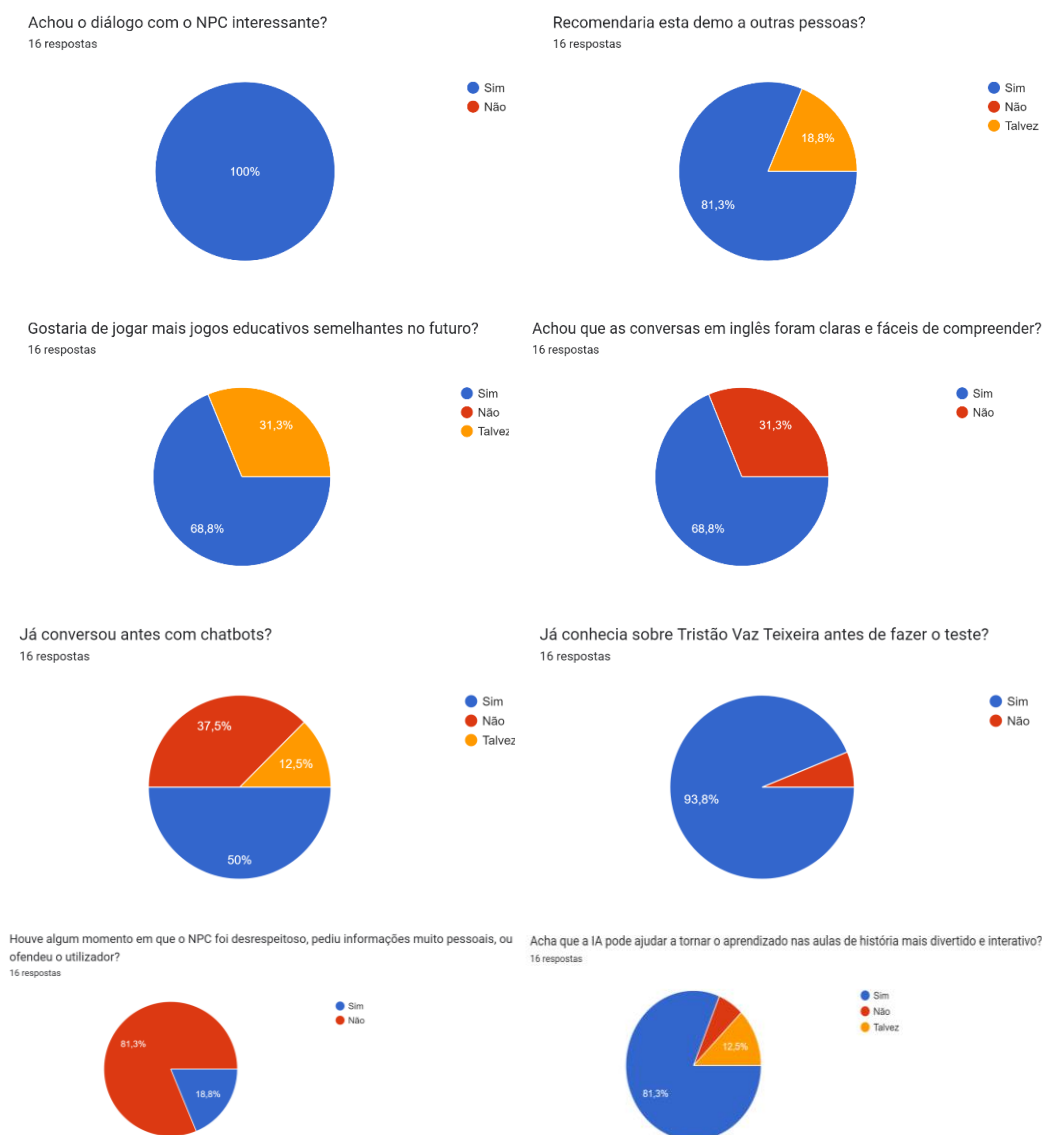 Achou o diálogo com o NPC interessante?
16 respostas
Sim
Não
100%
Recomendaria esta demo a outras pessoas?
16 respostas
Sim
Não
Talvez
18,8%
81,3%
Gostaria de jogar mais jogos educativos semelhantes no futuro?
16 respostas
Sim
Não
Talvez
31,3%
68,8%
Achou que as conversas em inglês foram claras e fáceis de compreender?
16 respostas
Sim
Não
31,3%
68,8%
Já conversou antes com chatbots?
16 respostas
Sim
Não
Talvez
37,5%
12,5%
50%
Já conhecia sobre Tristão Vaz Teixeira antes de fazer o teste?
16 respostas
Sim
Não
93,8%
Houve algum momento em que o NPC foi desrespeitoso, pediu informações muito pessoais, ou
ofendeu o utilizador?
16 respostas
Sim
Não
81,3%
18,8%
Acha que a IA pode ajudar a tornar o aprendizado nas aulas de história mais divertido e interativo?
16 respostas
Sim
Não
Talvez
12,5%
81,3%